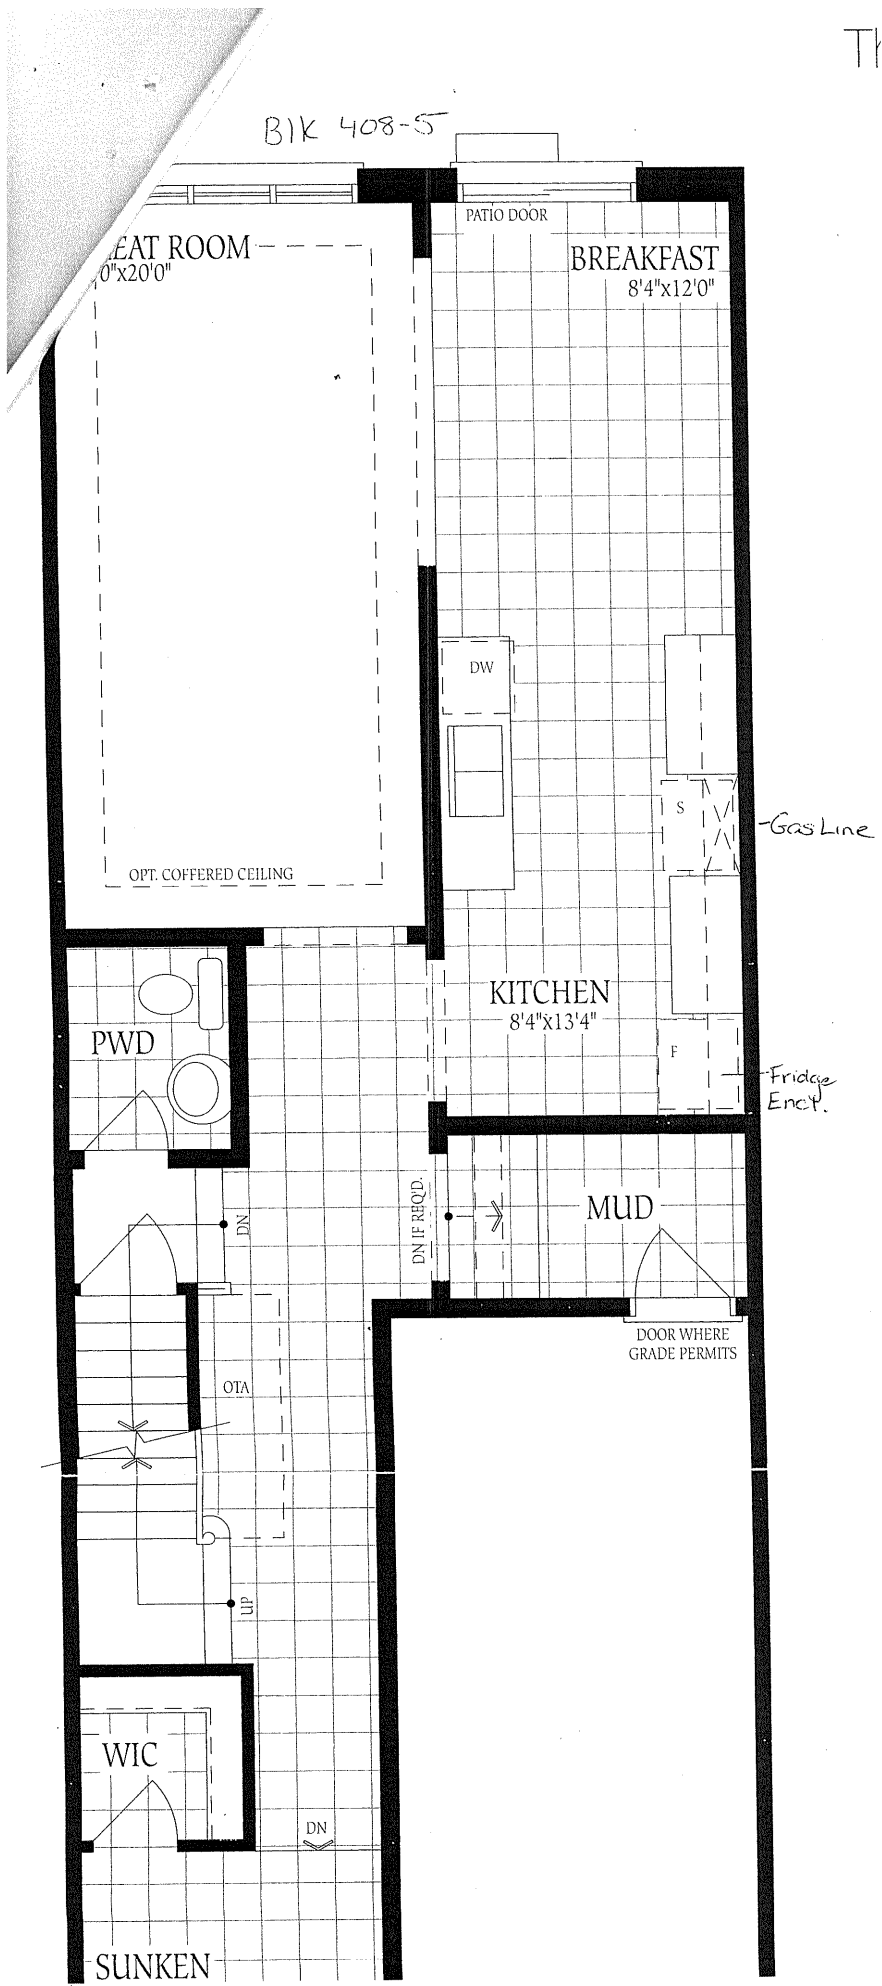 Th
Blk 408-5
PATIO DOOR
EAT ROOM
0"x20'0"
BREAKFAST
8'4"x12'0"
DW
S
-Gas Line
OPT. COFFERED CEILING
KITCHEN
8'4"x13'4"
PWD
F
Fridge
Encl.
DN
DN IF REQ'D.
MUD
DOOR WHERE
GRADE PERMITS
OTA
UP
WIC
DN
SUNKEN